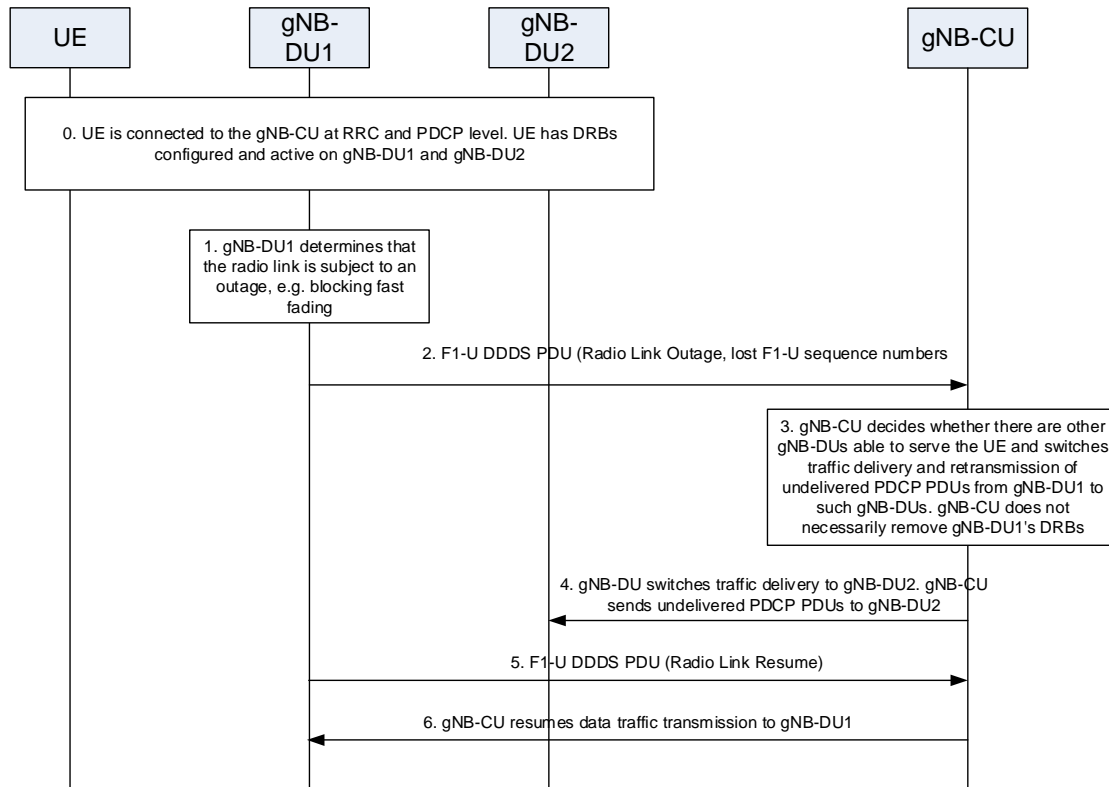 UE
gNB-
DU1
gNB-
DU2
gNB-CU
0. UE is connected to the gNB-CU at RRC and PDCP level. UE has DRBs
configured and active on gNB-DU1 and gNB-DU2
1. gNB-DU1 determines that
the radio link is subject to an
outage, e.g. blocking fast
fading
2. F1-U DDDS PDU (Radio Link Outage, lost F1-U sequence numbers
3. gNB-CU decides whether there are other
gNB-DUs able to serve the UE and switches
traffic delivery and retransmission of
undelivered PDCP PDUs from gNB-DU1 to
such gNB-DUs. gNB-CU does not
necessarily remove gNB-DU1's DRBs
4. gNB-DU switches traffic delivery to gNB-DU2. gNB-CU
sends undelivered PDCP PDUs to gNB-DU2
5. F1-U DDDS PDU (Radio Link Resume)
6. gNB-CU resumes data traffic transmission to gNB-DU1